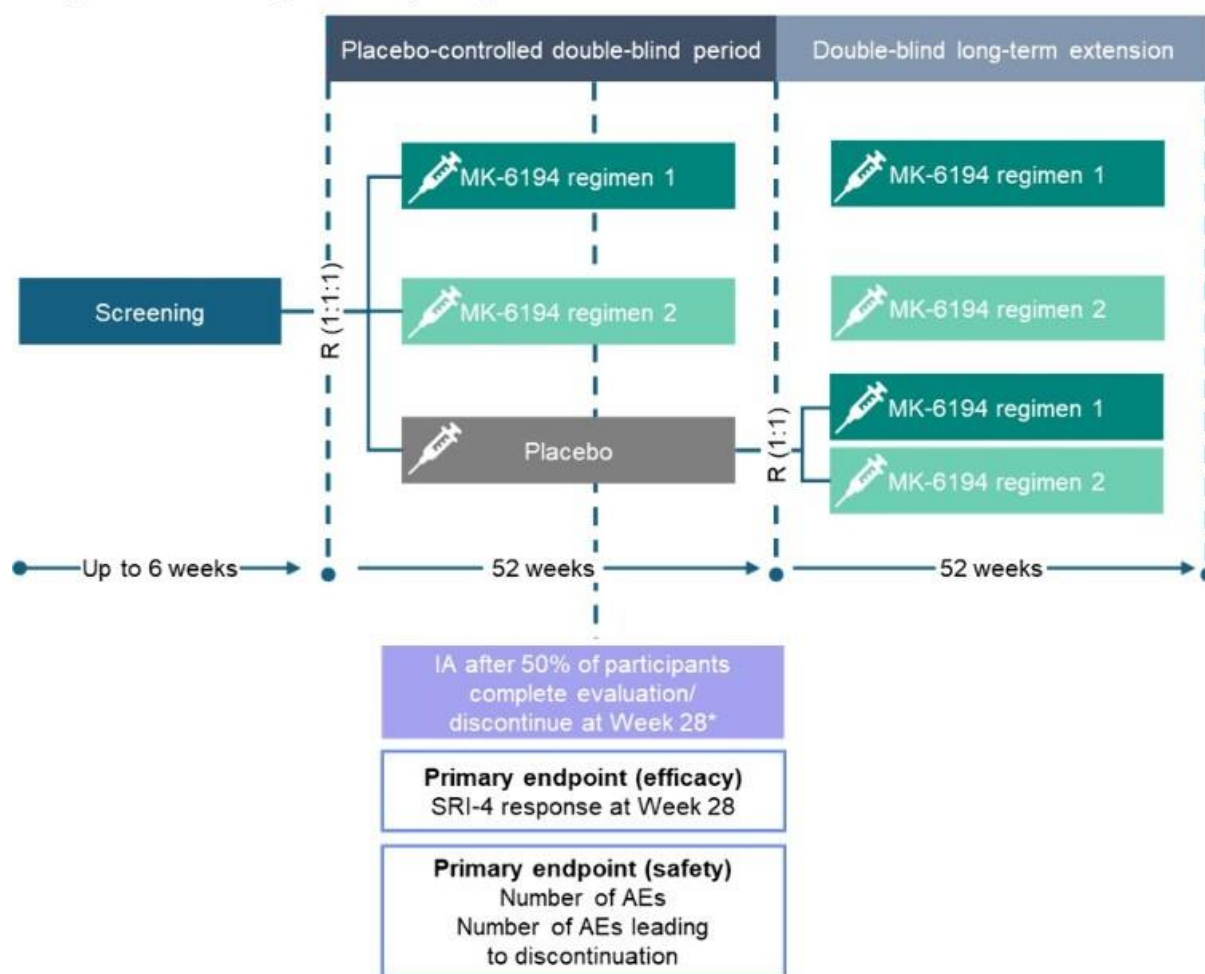 Placebo-controlled double-blind period
Double-blind long-term extension
MK-6194 regimen 1
MK-6194 regimen 1
Screening
R (1:1:1)
MK-6194 regimen 2
MK-6194 regimen 2
Placebo
R (1:1)
MK-6194 regimen 1
MK-6194 regimen 2
Up to 6 weeks
52 weeks
52 weeks
IA after 50% of participants
complete evaluation/
discontinue at Week 28*
Primary endpoint (efficacy)
SRI-4 response at Week 28
Primary endpoint (safety)
Number of AEs
Number of AEs leading
to discontinuation